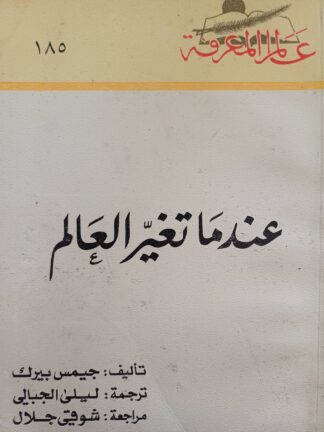 عالم المعرفة
١٨٥
عندما تغيّر العالم
تأليف: جيمس بيرك
ترجمة: ليلى الجبالي
مراجعة: شوقي جلال